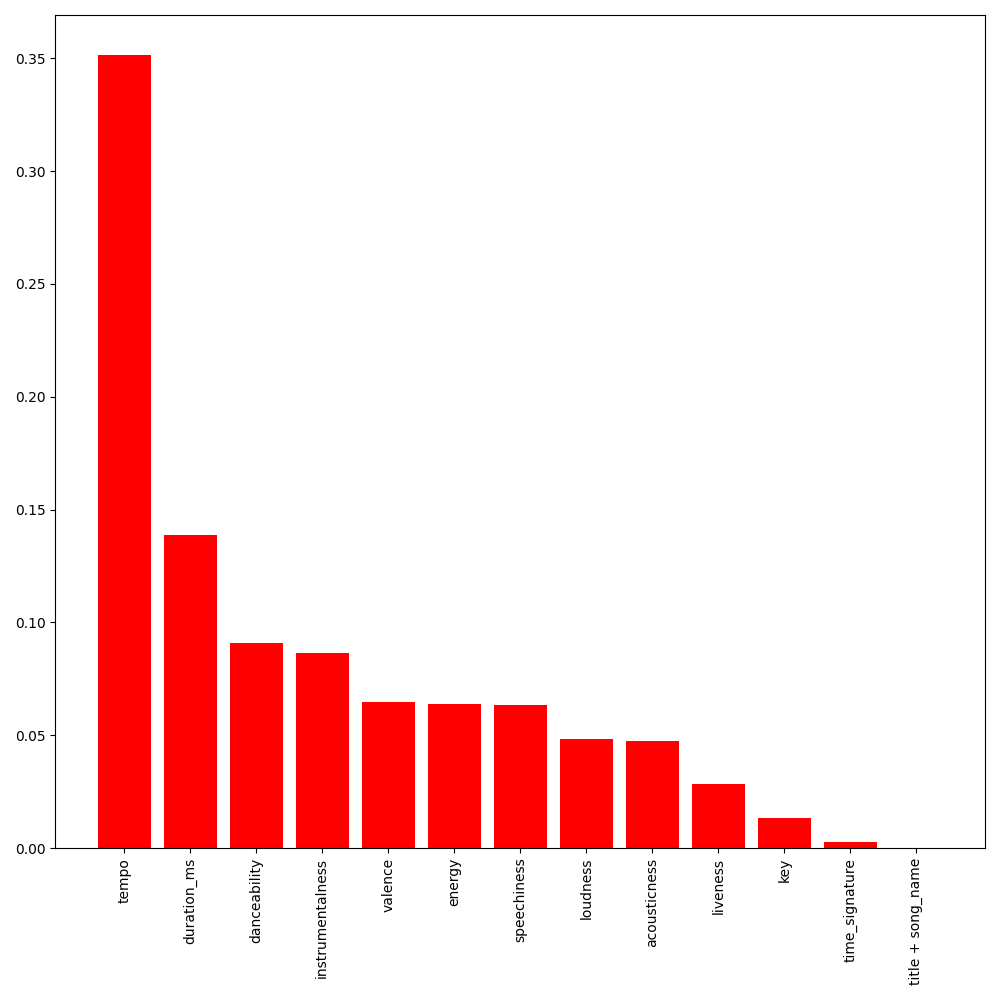 0.35
0.30
0.25
0.20
0.15
0.10
0.05
0.00
tempo
duration_ms
danceability
instrumentalness
valence
energy
speechiness
loudness
acousticness
liveness
key
time_signature
title + song_name